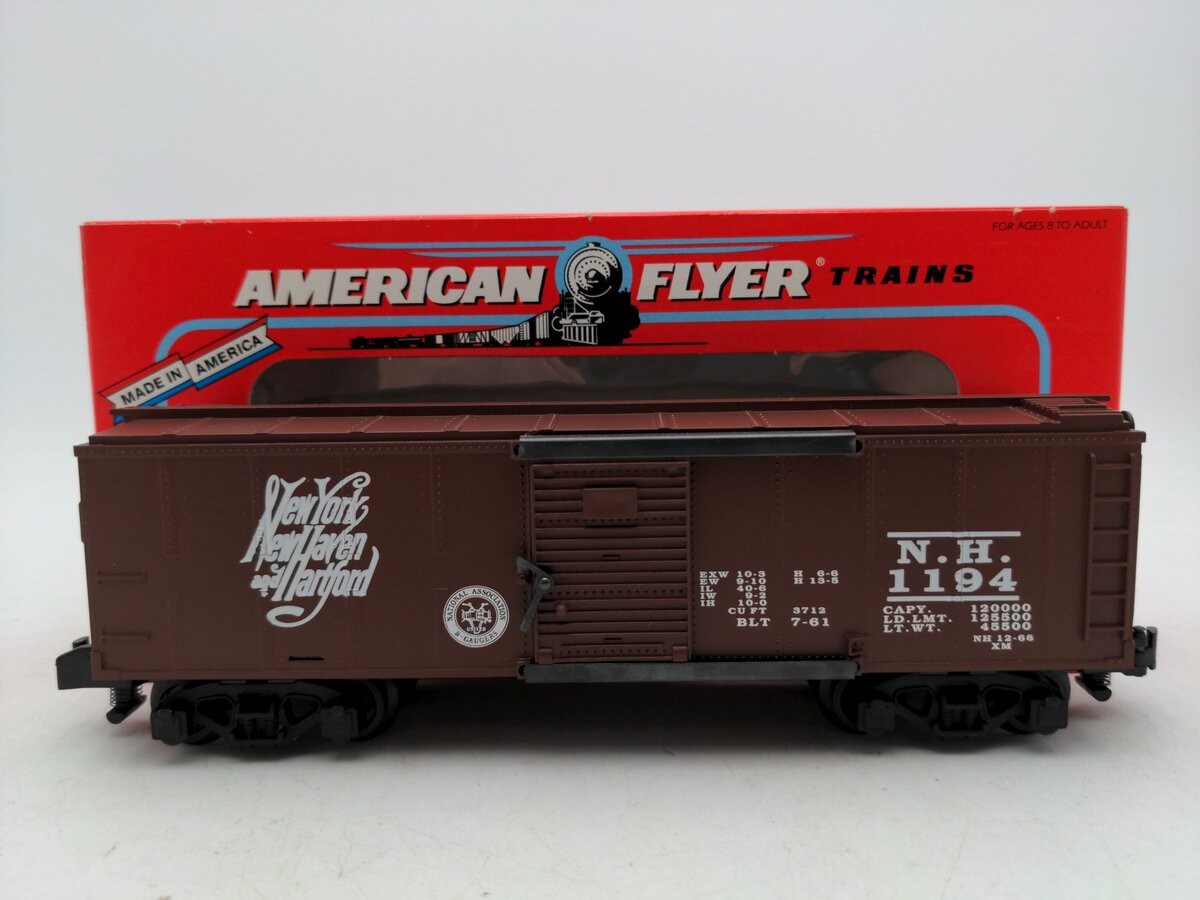 FOR AGES 8 TO ADULT
AMERICAN FLYER® TRAINS
MADE IN AMERICA
New York
New Haven
and Hartford
NATIONAL ASSOCIATION
S
UNITED
GAUGERS
EXW 10-3 H 6-6
EW 9-10 H 13-5
IL 40-6
IW 9-2
IH 10-0
CU FT 3712
BLT 7-61
N.H.
1194
CAPY. 120000
LD. LMT. 125500
LT. WT. 45500
NH 12-66
XM